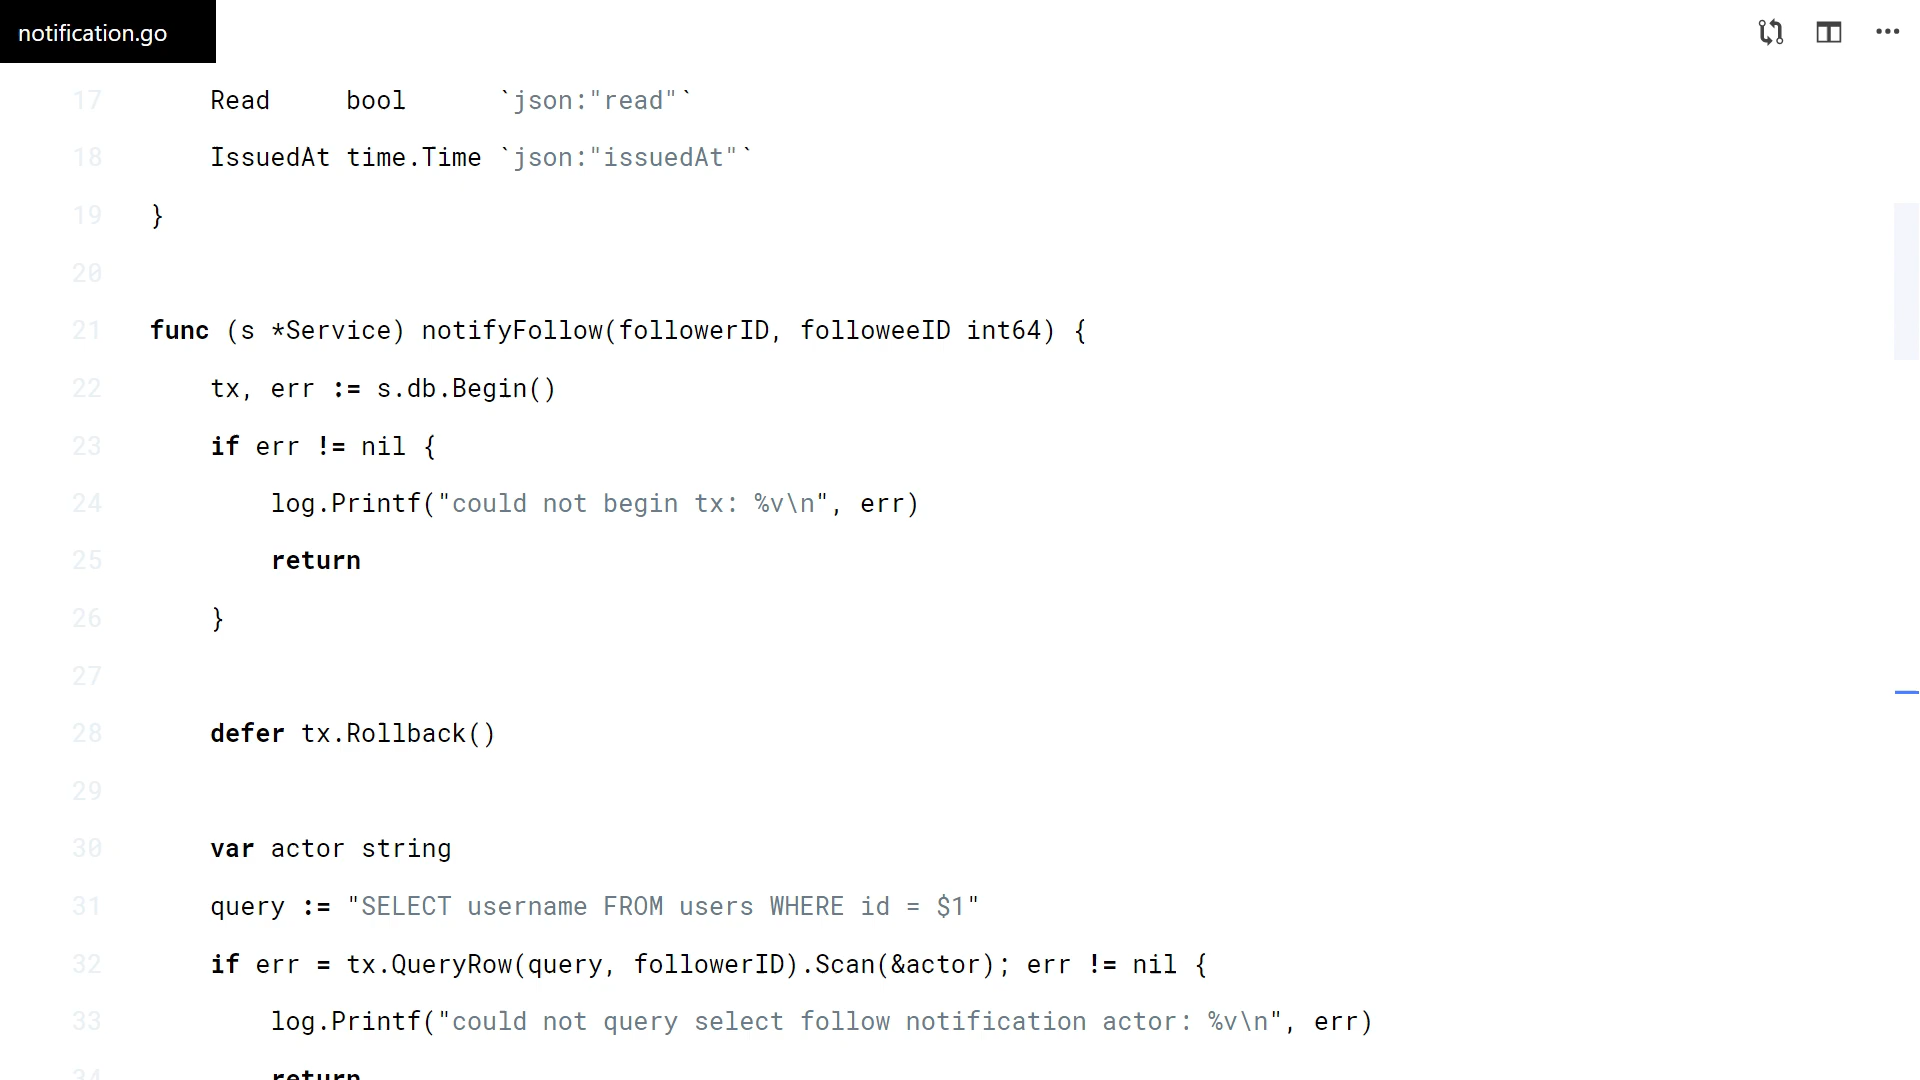 notification.go
17 Read bool `json:"read"`
18 IssuedAt time.Time `json:"issuedAt"`
19 }
20
21 func (s *Service) notifyFollow(followerID, followeeID int64) {
22 tx, err := s.db.Begin()
23 if err != nil {
24 log.Printf("could not begin tx: %v\n", err)
25 return
26 }
27
28 defer tx.Rollback()
29
30 var actor string
31 query := "SELECT username FROM users WHERE id = $1"
32 if err = tx.QueryRow(query, followerID).Scan(&actor); err != nil {
33 log.Printf("could not query select follow notification actor: %v\n", err)
34 return